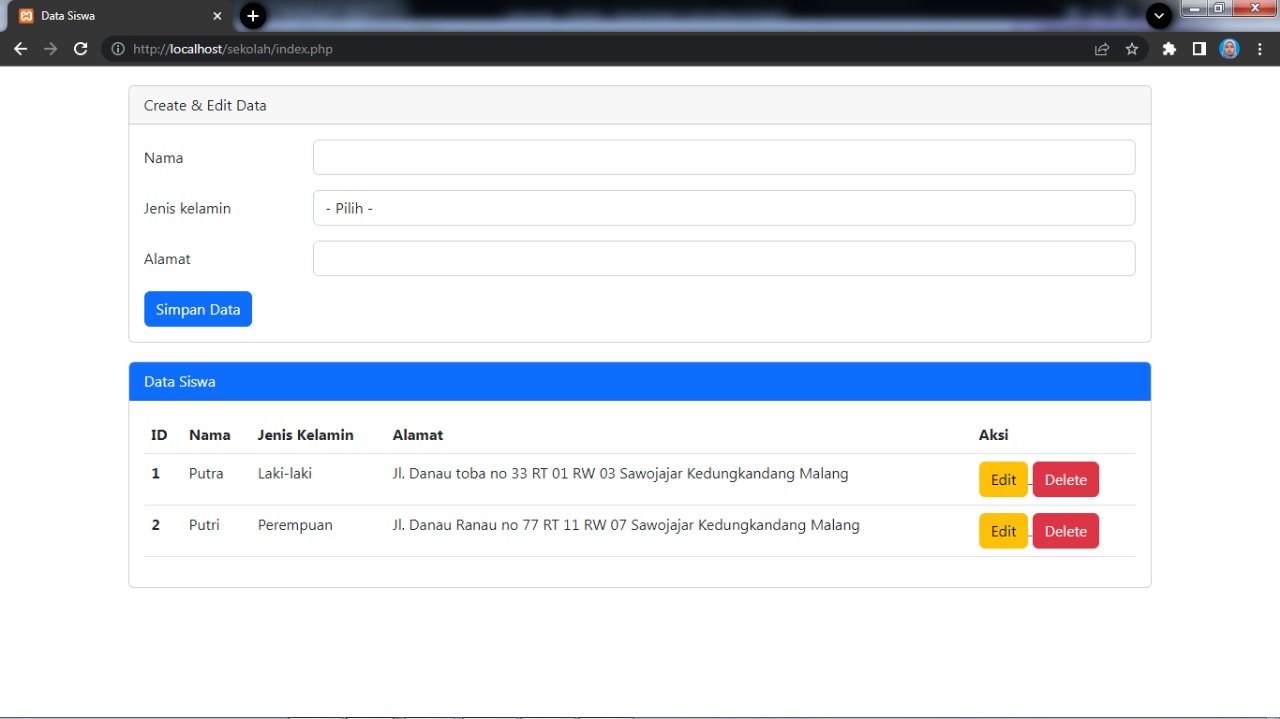 Data Siswa
http://localhost/sekolah/index.php
Create & Edit Data
Nama
Jenis kelamin - Pilih -
Alamat
Simpan Data
Data Siswa
ID Nama Jenis Kelamin Alamat Aksi
1 Putra Laki-laki Jl. Danau toba no 33 RT 01 RW 03 Sawojajar Kedungkandang Malang Edit Delete
2 Putri Perempuan Jl. Danau Ranau no 77 RT 11 RW 07 Sawojajar Kedungkandang Malang Edit Delete